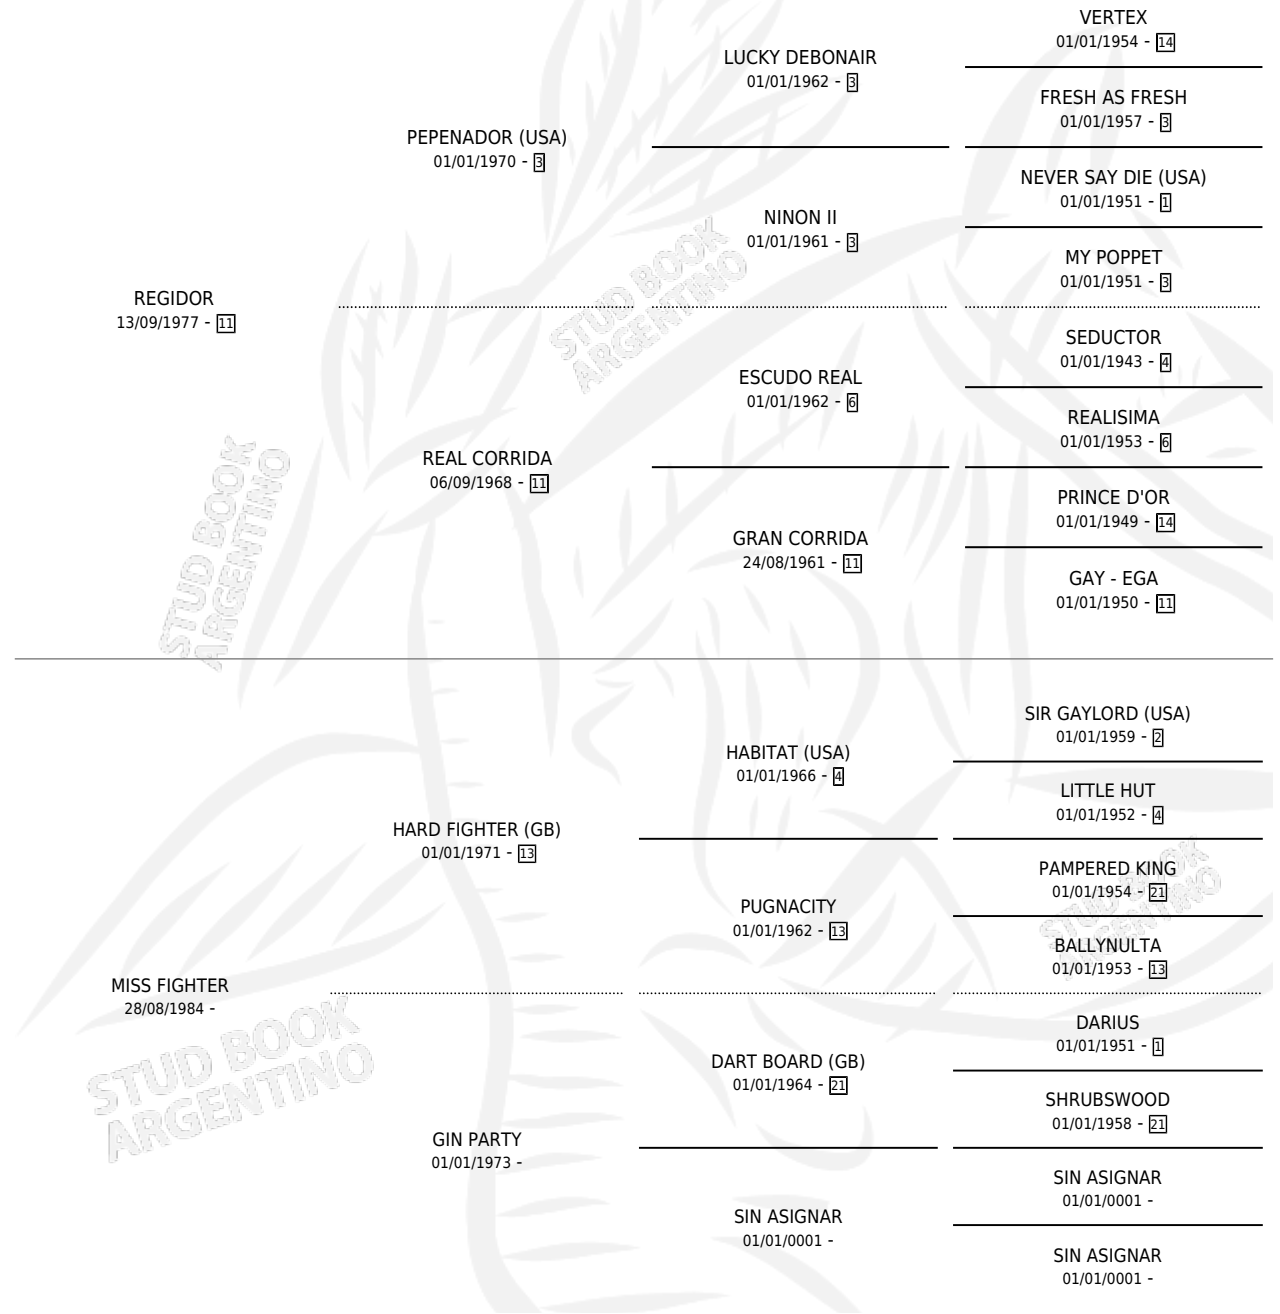 VERTEX
01/01/1954 - 14
LUCKY DEBONAIR
01/01/1962 - 3
FRESH AS FRESH
01/01/1957 - 3
PEPENADOR (USA)
01/01/1970 - 3
NEVER SAY DIE (USA)
01/01/1951 - 1
NINON II
01/01/1961 - 3
MY POPPET
01/01/1951 - 3
REGIDOR
13/09/1977 - 11
SEDUCTOR
01/01/1943 - 4
ESCUDO REAL
01/01/1962 - 6
REALISIMA
01/01/1953 - 6
REAL CORRIDA
06/09/1968 - 11
PRINCE D'OR
01/01/1949 - 14
GRAN CORRIDA
24/08/1961 - 11
GAY - EGA
01/01/1950 - 11
SIR GAYLORD (USA)
01/01/1959 - 2
HABITAT (USA)
01/01/1966 - 4
LITTLE HUT
01/01/1952 - 4
HARD FIGHTER (GB)
01/01/1971 - 13
PAMPERED KING
01/01/1954 - 21
PUGNACITY
01/01/1962 - 13
BALLYNULTA
01/01/1953 - 13
MISS FIGHTER
28/08/1984 -
DARIUS
01/01/1951 - 1
DART BOARD (GB)
01/01/1964 - 21
SHRUBSWOOD
01/01/1958 - 21
GIN PARTY
01/01/1973 -
SIN ASIGNAR
01/01/0001 -
SIN ASIGNAR
01/01/0001 -
SIN ASIGNAR
01/01/0001 -
STUD BOOK
ARGENTINO
STUD BOOK
ARGENTINO
STUD BOOK
ARGENTINO
STUD BOOK
ARGENTINO